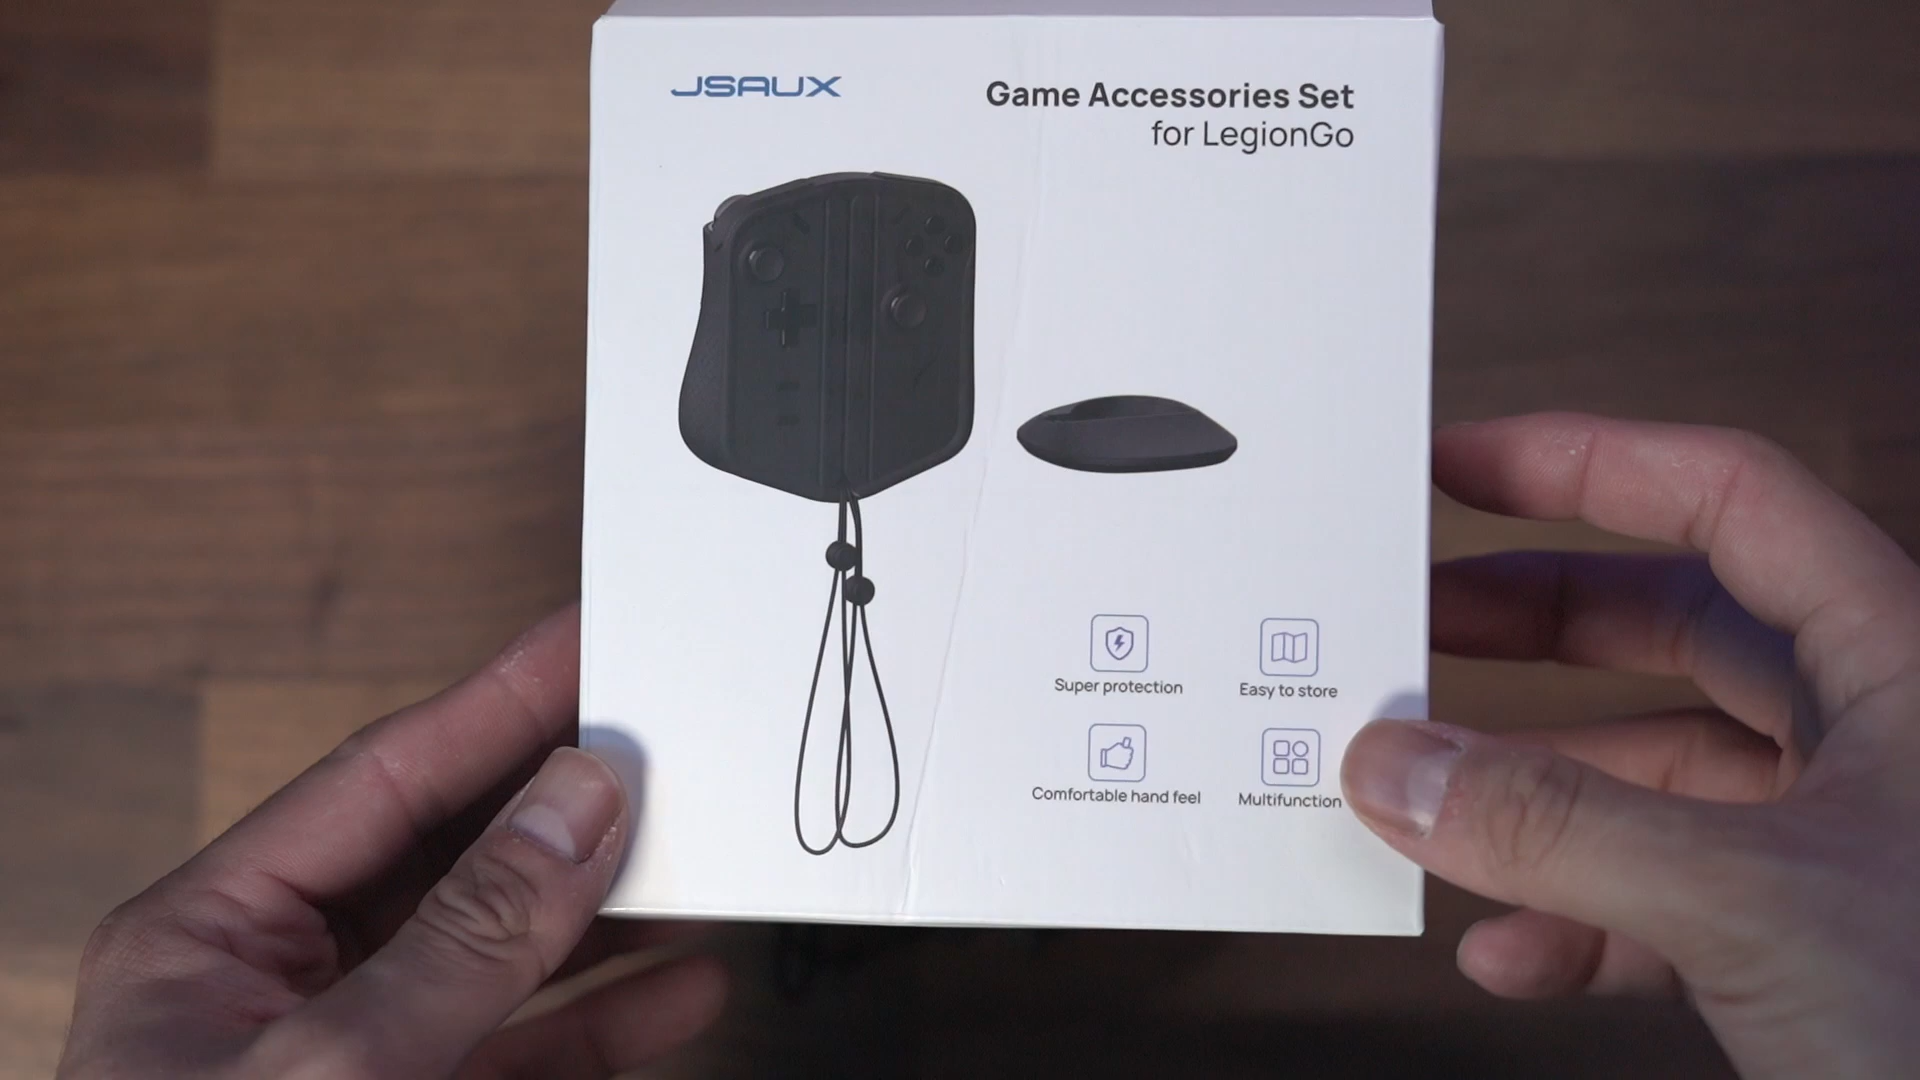 JSAUX
Game Accessories Set
for LegionGo
Super protection
Easy to store
Comfortable hand feel
Multifunction